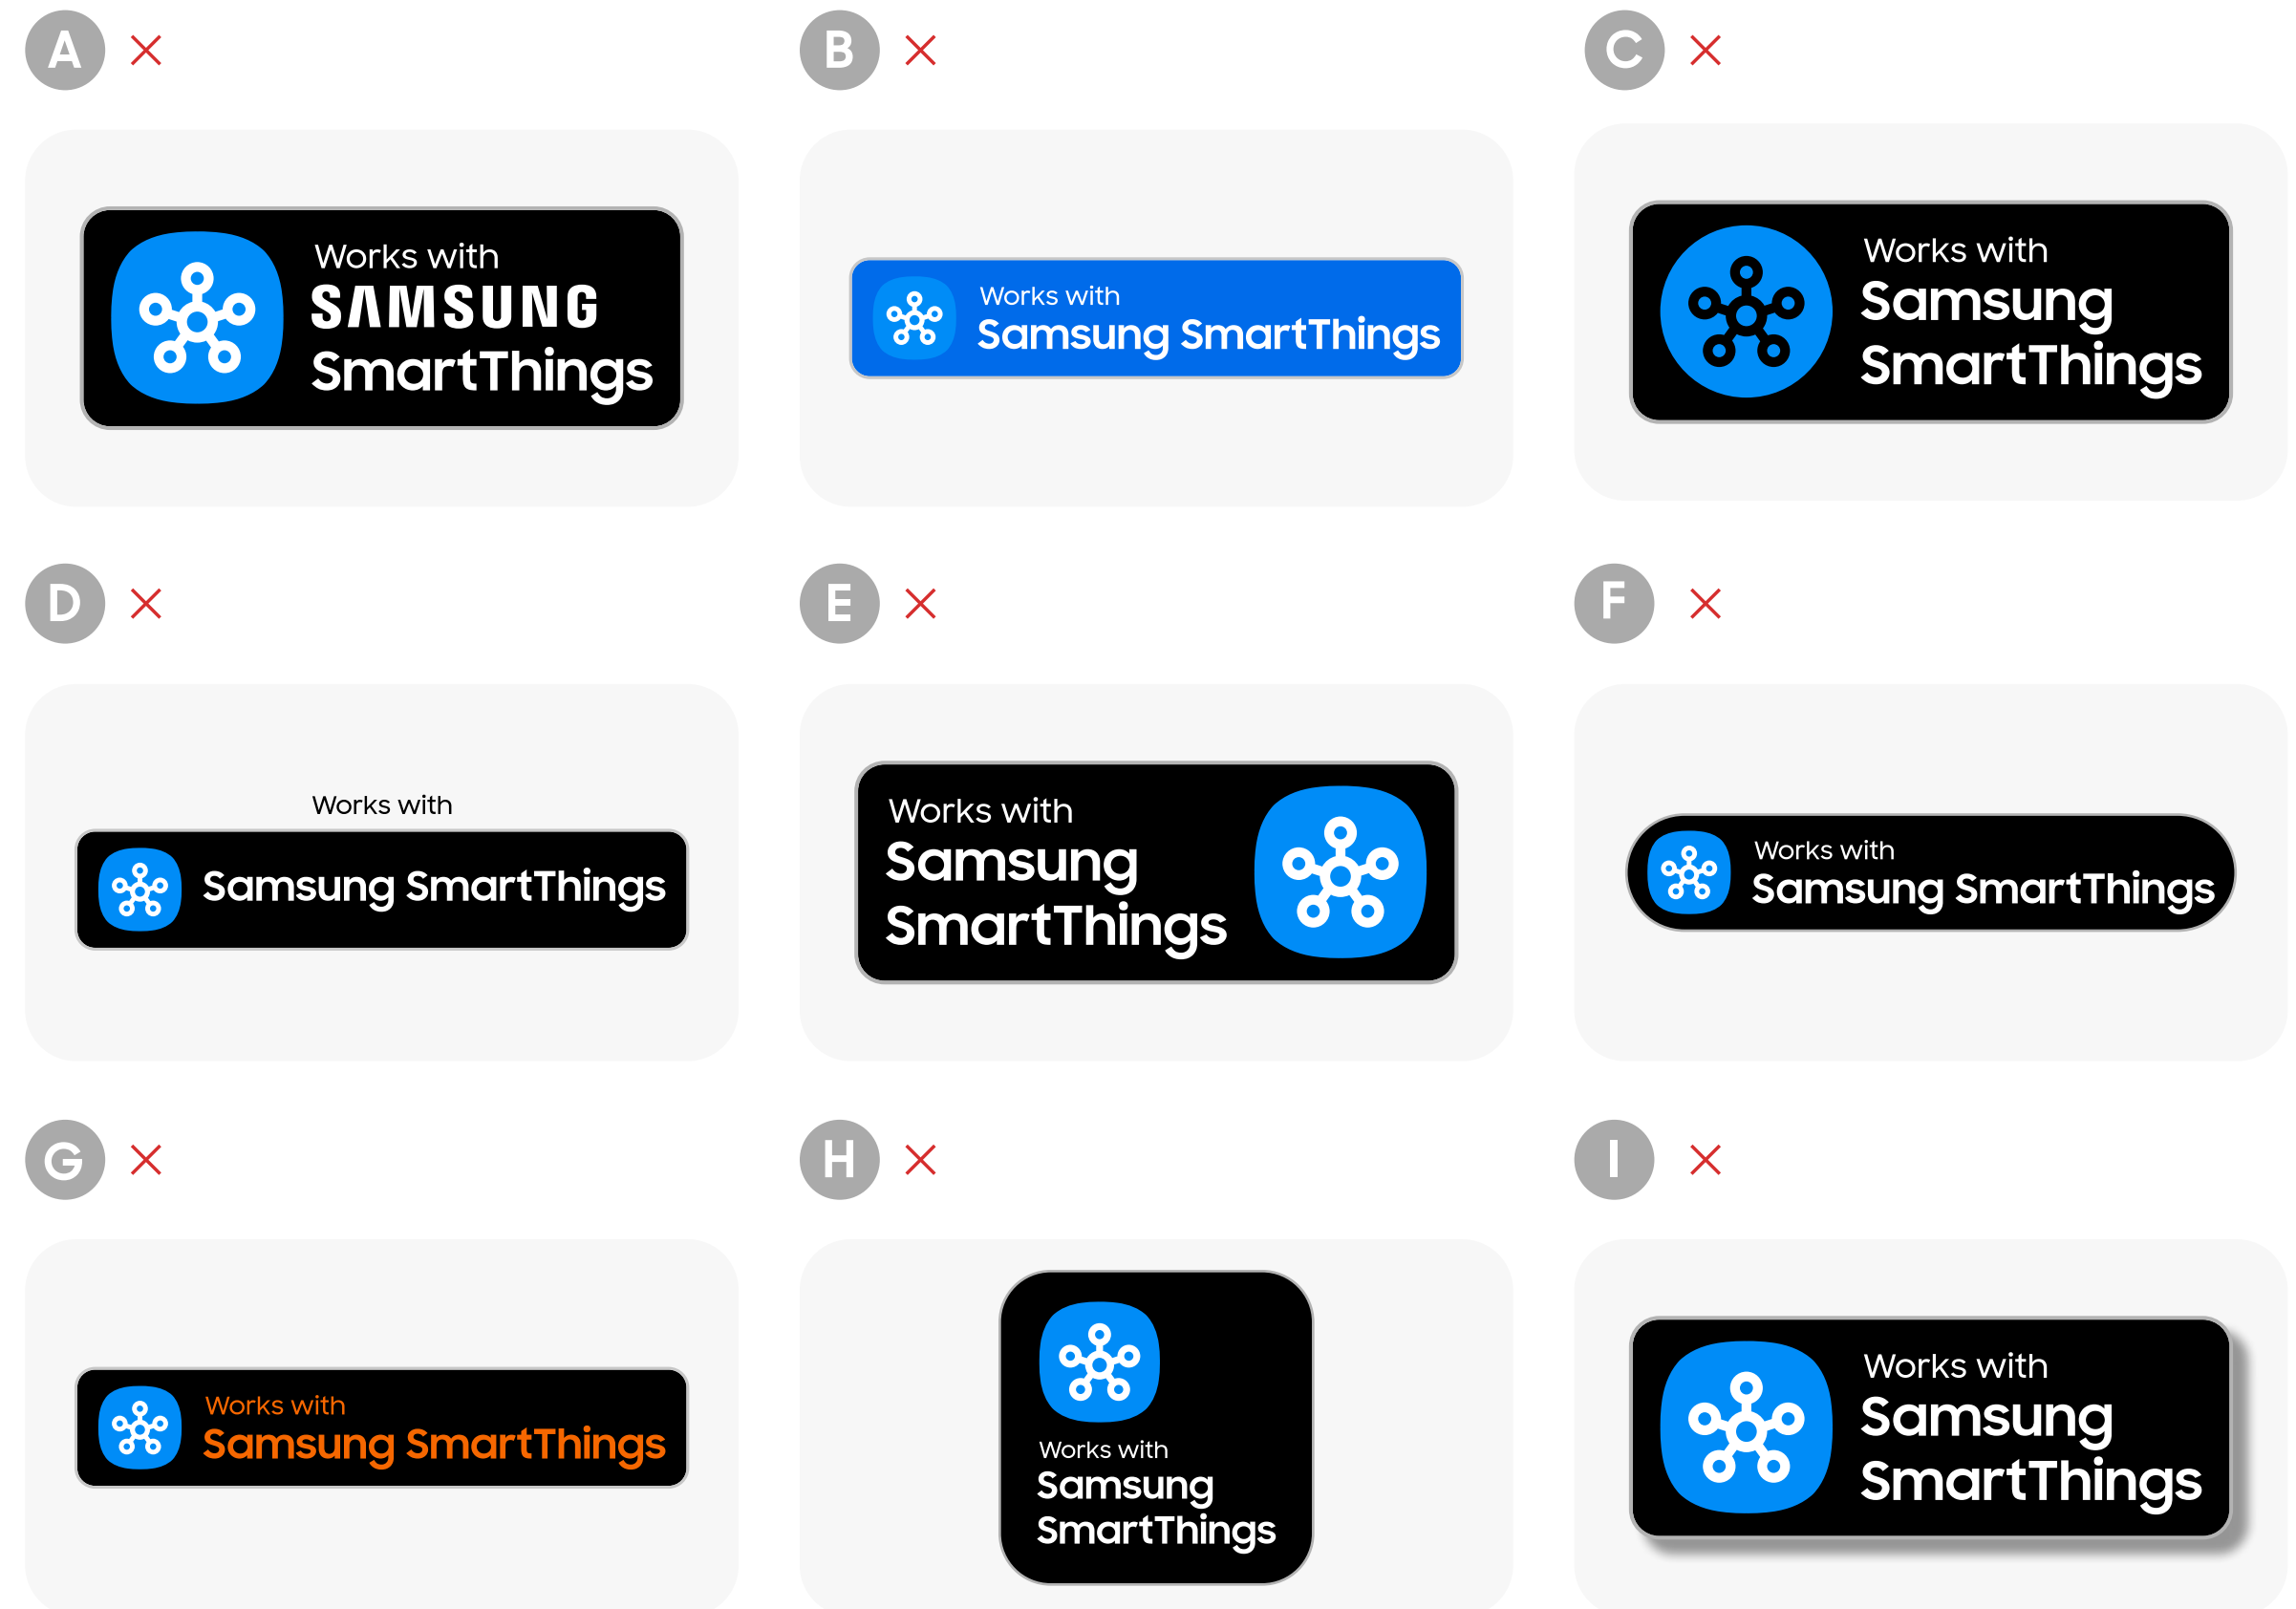 A
B
C
Works with
SAMSUNG
SmartThings
Works with
Samsung SmartThings
Works with
Samsung
SmartThings
D
E
F
Works with
Samsung SmartThings
Works with
Samsung
SmartThings
Works with
Samsung SmartThings
G
H
I
Works with
Samsung SmartThings
Works with
Samsung
SmartThings
Works with
Samsung
SmartThings